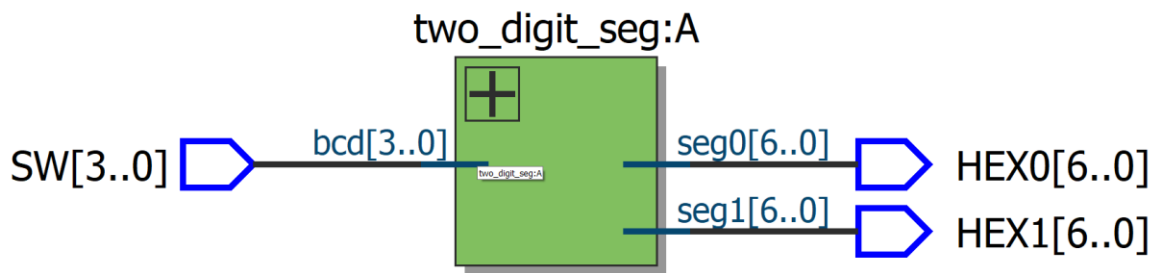 two_digit_seg:A
SW[3..0]
bcd[3..0]
two_digit_seg:A
seg0[6..0]
HEX0[6..0]
seg1[6..0]
HEX1[6..0]